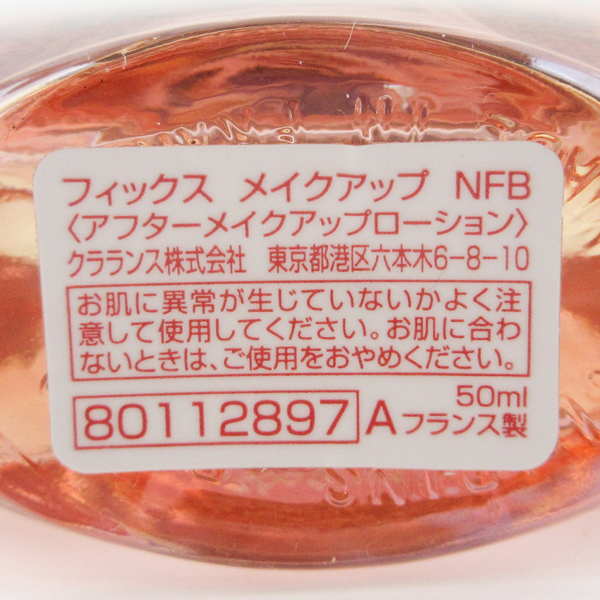 フィックス メイクアップ NFB
〈アフターメイクアップローション〉
クラランス株式会社 東京都港区六本木6-8-10
お肌に異常が生じていないかよく注
意して使用してください。お肌に合わ
ないときは、ご使用をおやめください。
50ml
80112897 A フランス製